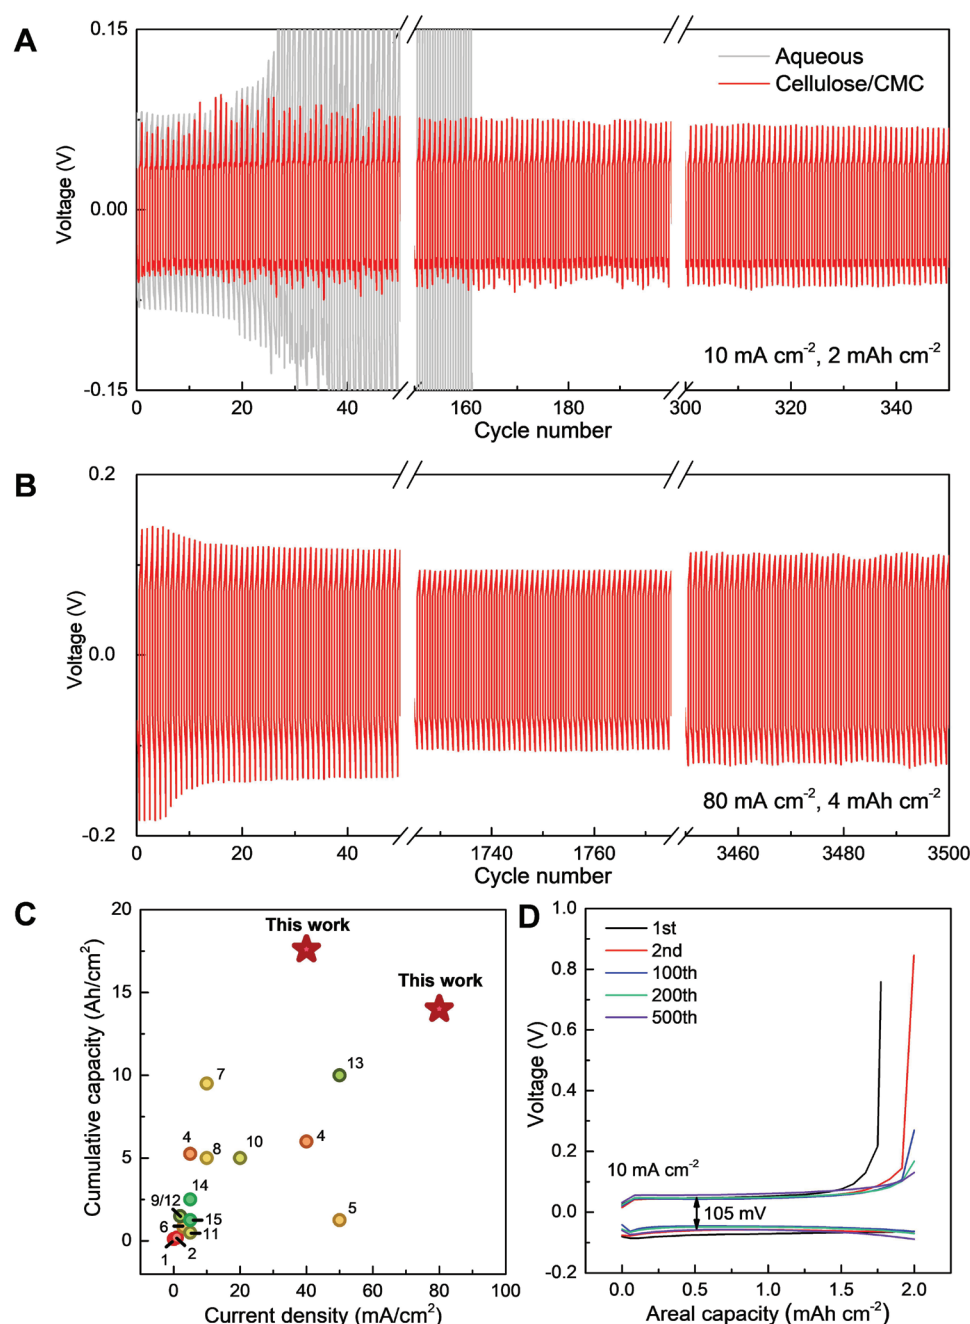 A
0.15
Aqueous
Cellulose/CMC
Voltage (V)
0.00
10 mA cm⁻², 2 mAh cm⁻²
-0.15
0 20 40 160 180 300 320 340
Cycle number
B
0.2
Voltage (V)
0.0
80 mA cm⁻², 4 mAh cm⁻²
-0.2
0 20 40 1740 1760 3460 3480 3500
Cycle number
C
20
This work
This work
15
Cumulative capacity (Ah/cm²)
10
7
13
5
4
8
10
4
14
9/12
5
6
15
11
0
1
2
0 20 40 60 80 100
Current density (mA/cm²)
D
1.0
1st
2nd
100th
200th
500th
0.8
0.6
Voltage (V)
0.4
0.2
10 mA cm⁻²
105 mV
0.0
-0.2
0.0 0.5 1.0 1.5 2.0
Areal capacity (mAh cm⁻²)